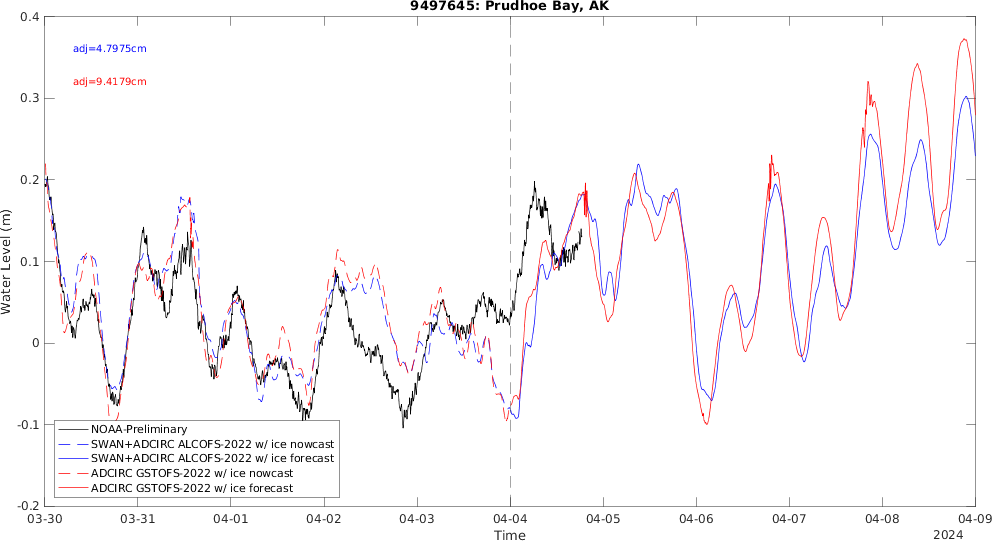 9497645: Prudhoe Bay, AK
adj=4.7975cm
adj=9.4179cm
Water Level (m)
0.4
0.3
0.2
0.1
0
-0.1
-0.2
NOAA-Preliminary
SWAN+ADCIRC ALCOFS-2022 w/ ice nowcast
SWAN+ADCIRC ALCOFS-2022 w/ ice forecast
ADCIRC GSTOFS-2022 w/ ice nowcast
ADCIRC GSTOFS-2022 w/ ice forecast
03-30 03-31 04-01 04-02 04-03 04-04 04-05 04-06 04-07 04-08 04-09
Time
2024